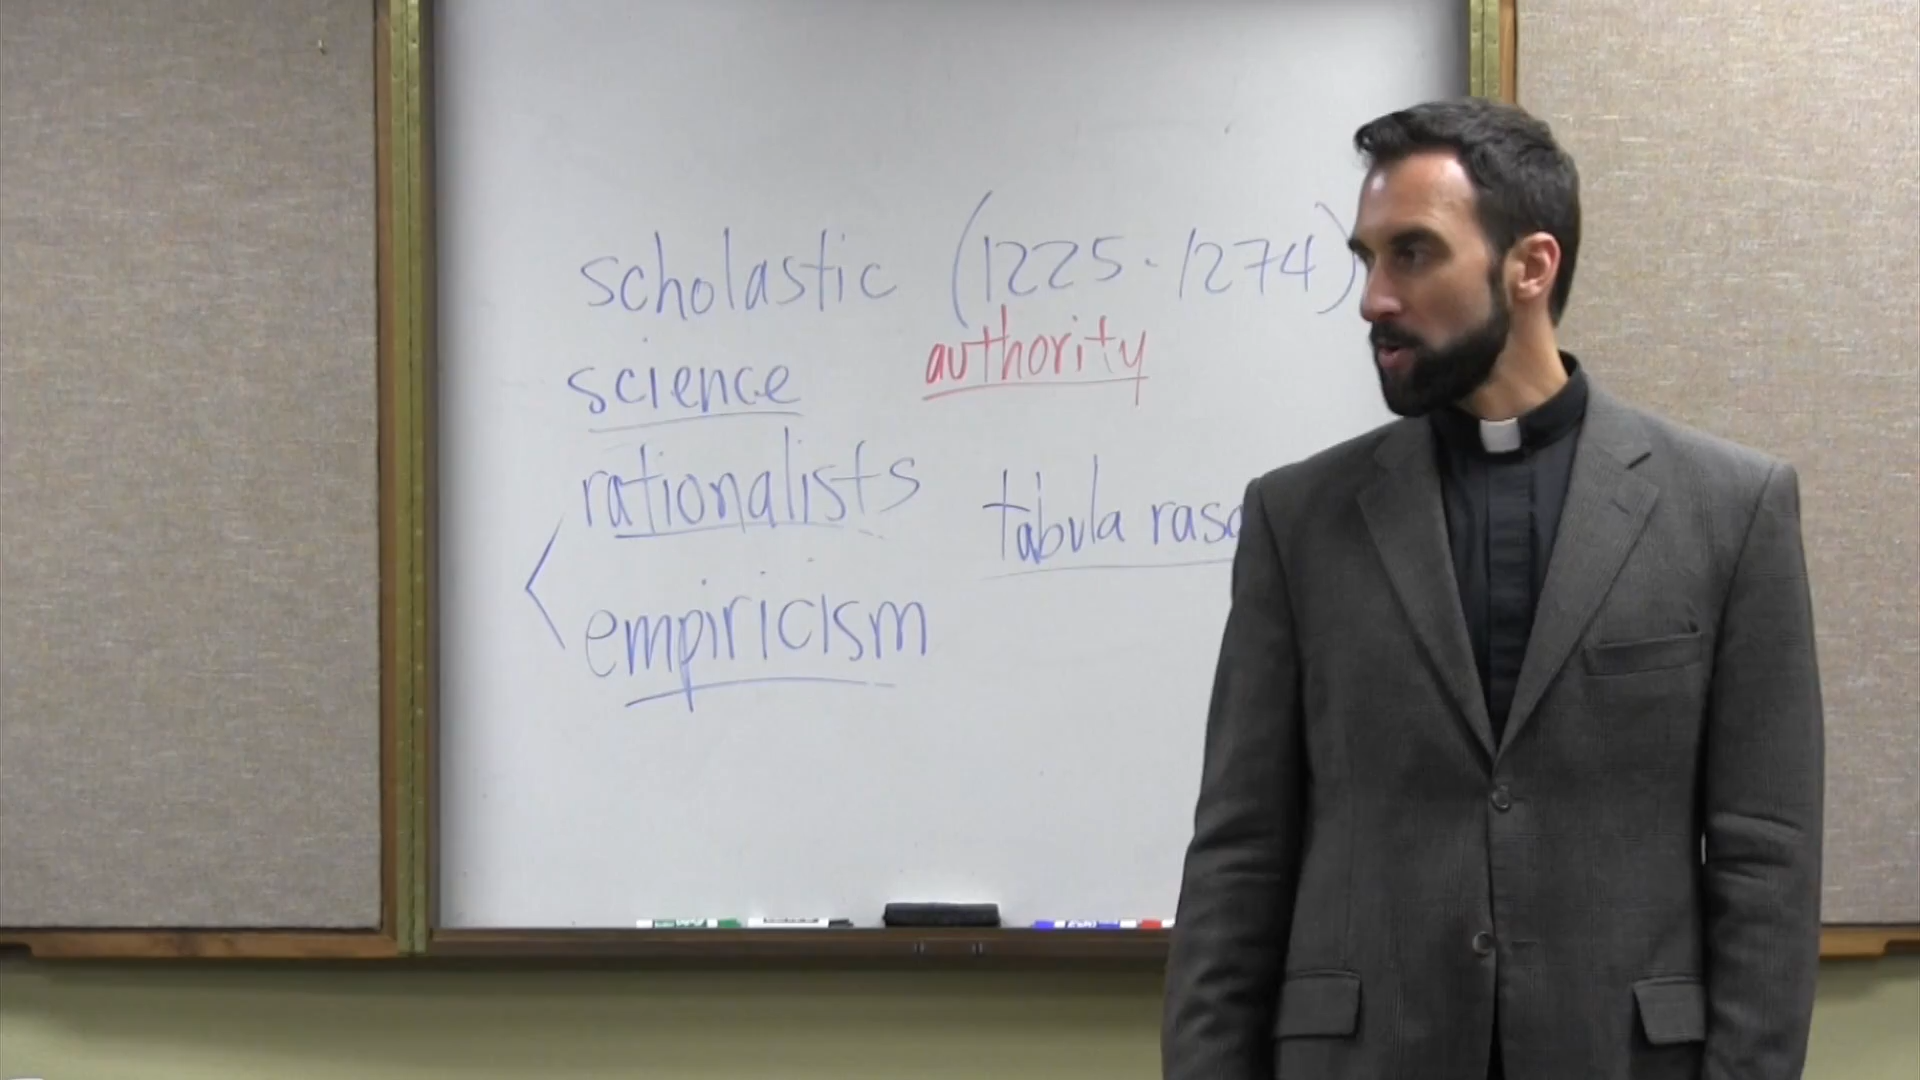 scholastic (1225-1274)
science authority
rationalists
tabula rasa
empiricism